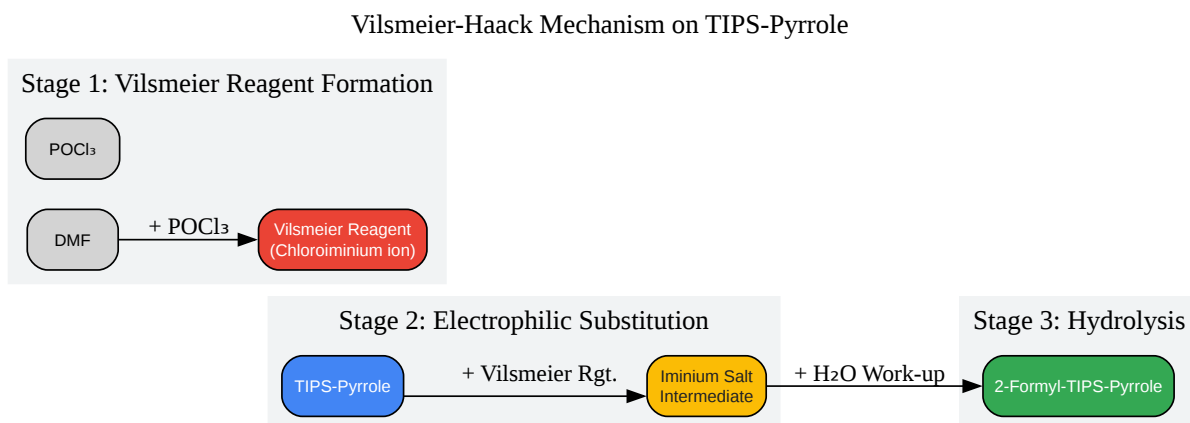 Vilsmeier-Haack Mechanism on TIPS-Pyrrole
Stage 1: Vilsmeier Reagent Formation
POCl₃
DMF
+ POCl₃
Vilsmeier Reagent
(Chloroiminium ion)
Stage 2: Electrophilic Substitution
TIPS-Pyrrole
+ Vilsmeier Rgt.
Iminium Salt
Intermediate
+ H₂O Work-up
Stage 3: Hydrolysis
2-Formyl-TIPS-Pyrrole